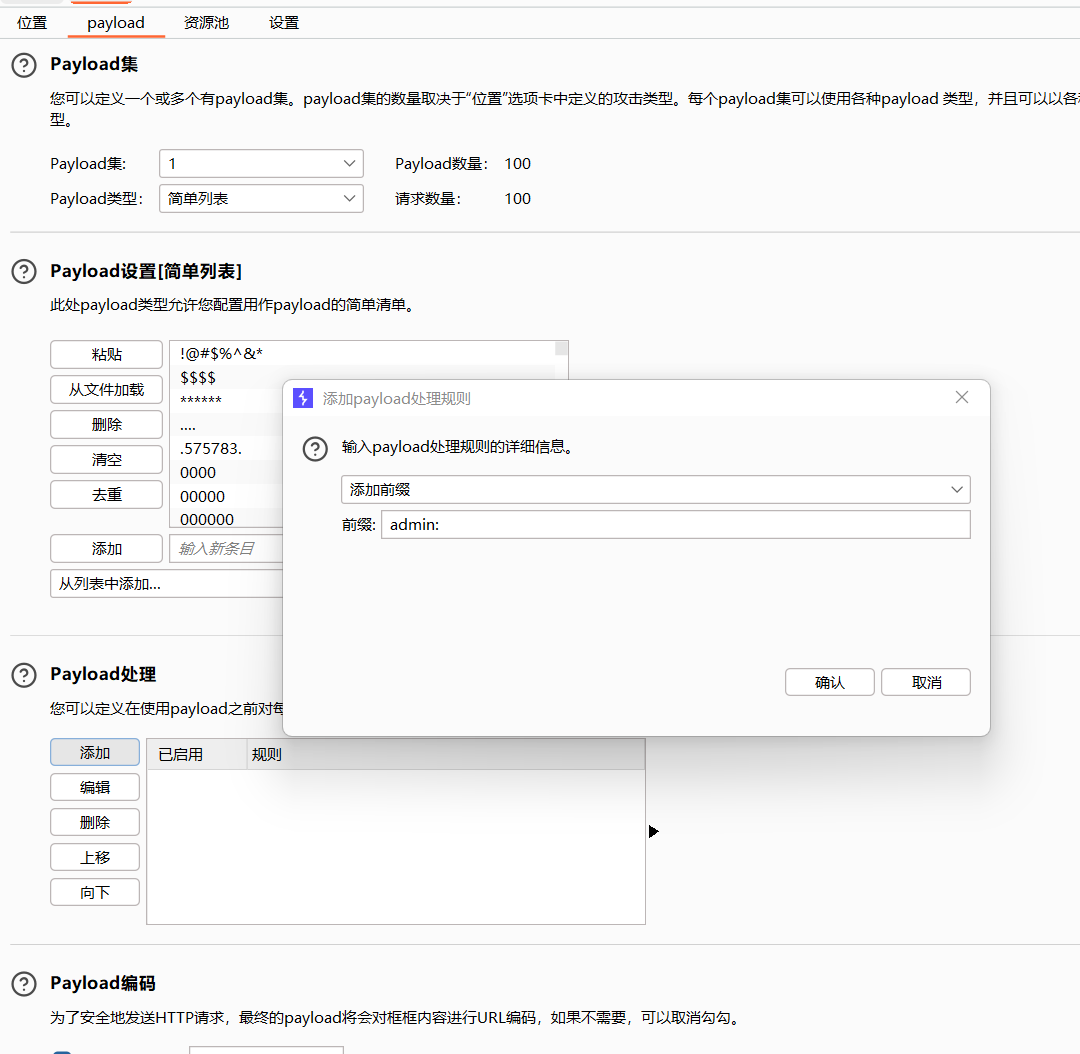 位置 payload 资源池 设置
Payload集
您可以定义一个或多个有payload集。payload集的数量取决于“位置”选项卡中定义的攻击类型。每个payload集可以使用各种payload 类型，并且可以以各
型。
Payload集: 1 Payload数量: 100
Payload类型: 简单列表 请求数量: 100
Payload设置[简单列表]
此处payload类型允许您配置用作payload的简单清单。
粘贴
从文件加载
删除
清空
去重
!@#$%^&*
$$$$
******
....
.575783.
0000
00000
000000
添加 输入新条目
从列表中添加...
添加payload处理规则
输入payload处理规则的详细信息。
添加前缀
前缀: admin:
确认 取消
Payload处理
您可以定义在使用payload之前对
添加
编辑
删除
上移
向下
已启用 规则
Payload编码
为了安全地发送HTTP请求，最终的payload将会对框框内容进行URL编码，如果不需要，可以取消勾勾。